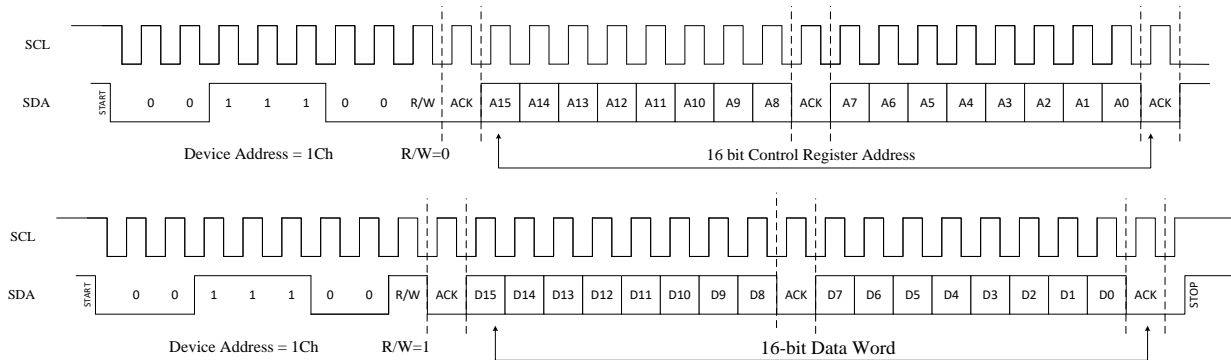 SCL
SDA START 0 0 1 1 1 0 0 R/W ACK A15 A14 A13 A12 A11 A10 A9 A8 ACK A7 A6 A5 A4 A3 A2 A1 A0 ACK
Device Address = 1Ch R/W=0 16 bit Control Register Address
SCL
SDA START 0 0 1 1 1 0 0 R/W ACK D15 D14 D13 D12 D11 D10 D9 D8 ACK D7 D6 D5 D4 D3 D2 D1 D0 ACK STOP
Device Address = 1Ch R/W=1 16-bit Data Word